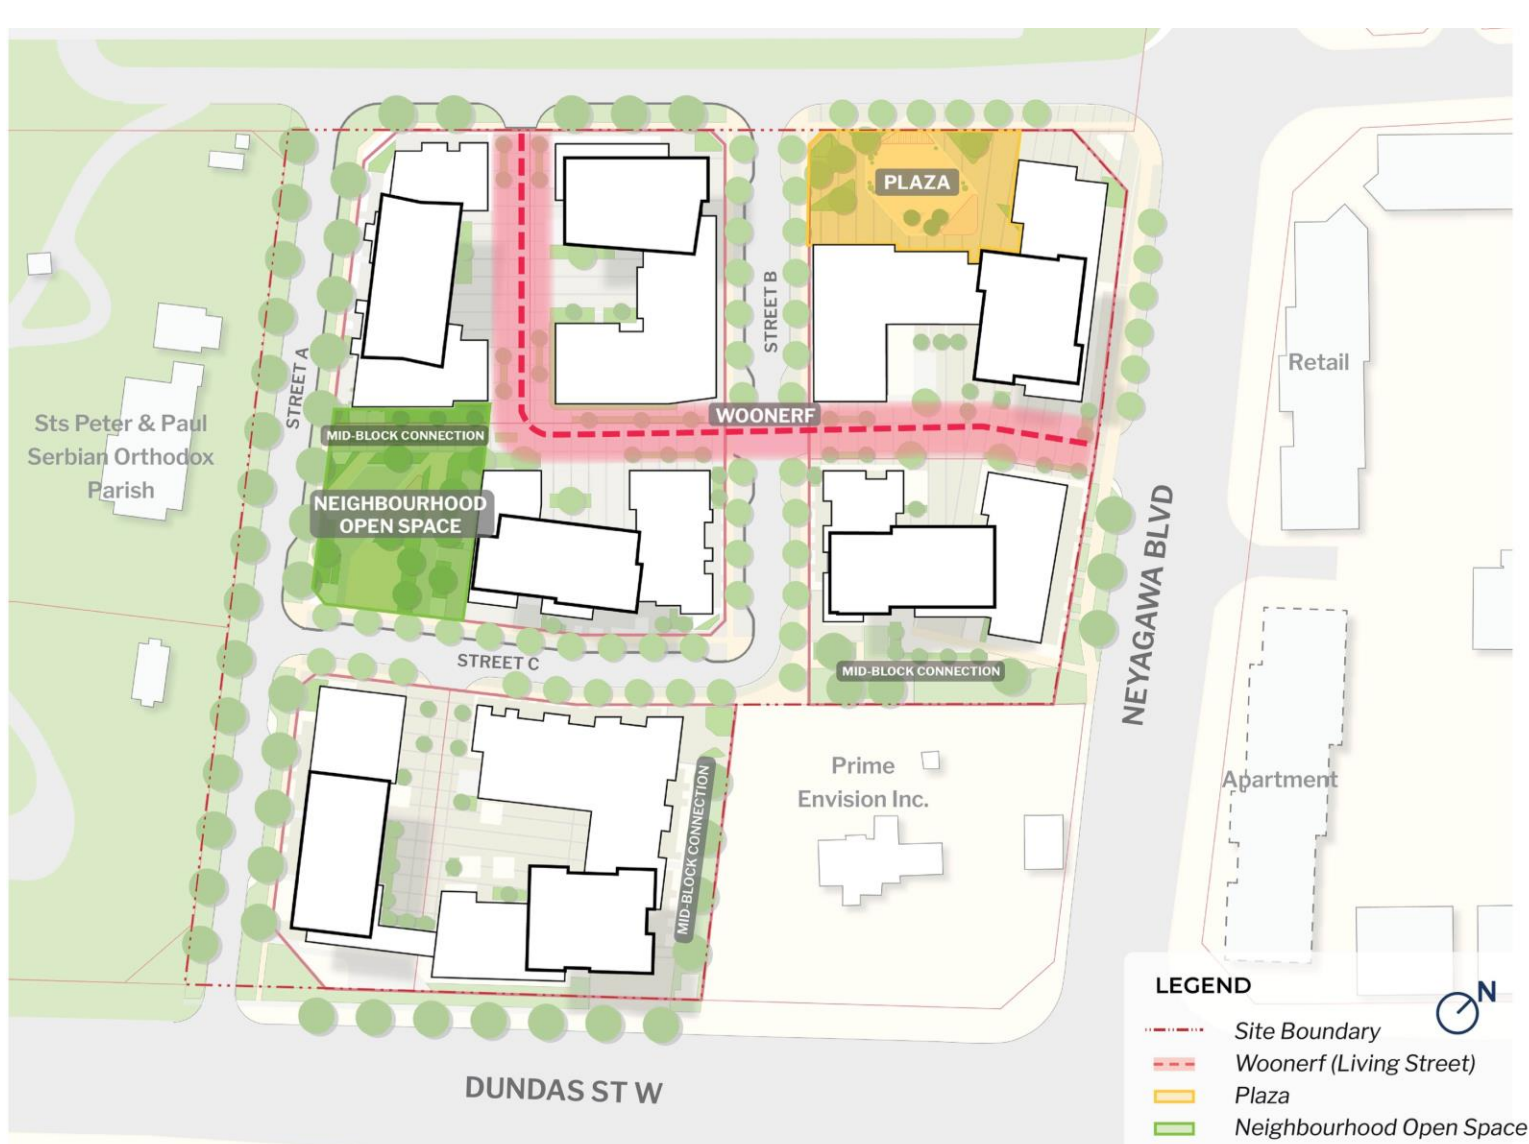 PLAZA
STREET B
Retail
STREET A
WOONERF
Sts Peter & Paul
Serbian Orthodox
Parish
MID-BLOCK CONNECTION
NEIGHBOURHOOD
OPEN SPACE
NEYAGAWA BLVD
STREET C
MID-BLOCK CONNECTION
Prime
Envision Inc.
Apartment
MID-BLOCK CONNECTION
DUNDAS ST W
LEGEND
N
Site Boundary
Woonerf (Living Street)
Plaza
Neighbourhood Open Space